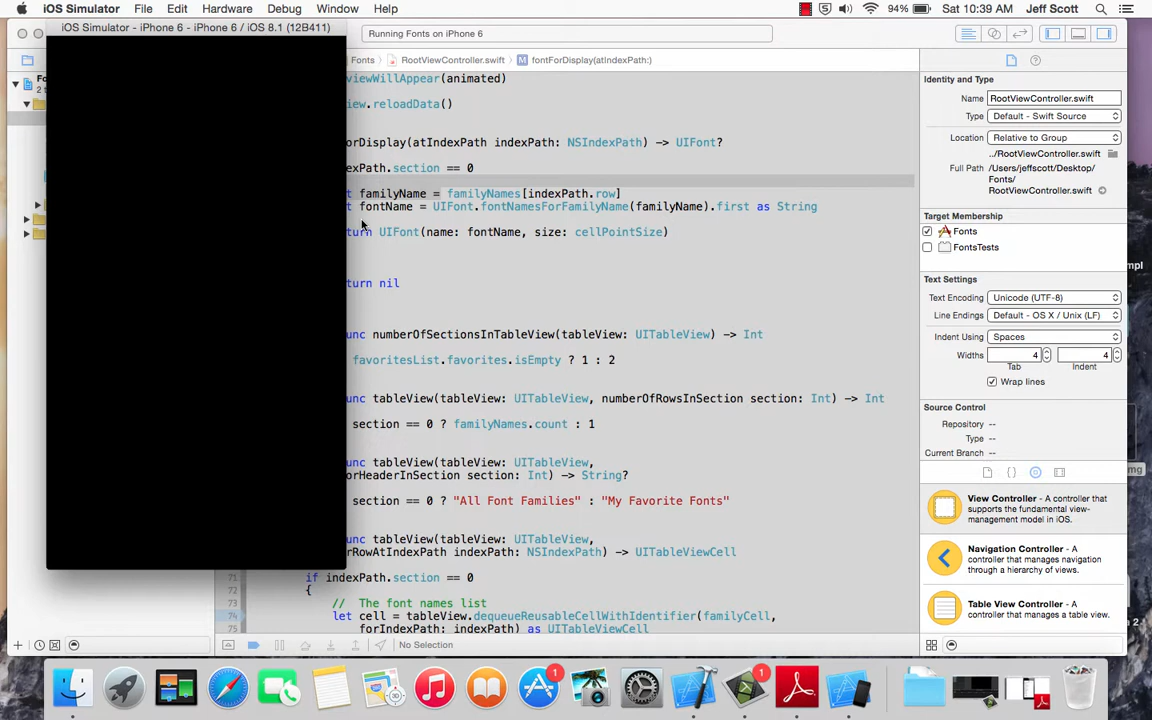 iOS Simulator File Edit Hardware Debug Window Help 5 94% Sat 10:39 AM Jeff Scott
iOS Simulator - iPhone 6 - iPhone 6 / iOS 8.1 (12B411)
Running Fonts on iPhone 6
Fonts RootViewController.swift M fontForDisplay(atIndexPath:)
viewWillAppear(animated)
ew.reloadData()
orDisplay(atIndexPath indexPath: NSIndexPath) -> UIFont?
exPath.section == 0
t familyName = familyNames[indexPath.row]
t fontName = UIFont.fontNamesForFamilyName(familyName).first as String
turn UIFont(name: fontName, size: cellPointSize)
turn nil
unc numberOfSectionsInTableView(tableView: UITableView) -> Int
favoritesList.favorites.isEmpty ? 1 : 2
unc tableView(tableView: UITableView, numberOfRowsInSection section: Int) -> Int
section == 0 ? familyNames.count : 1
unc tableView(tableView: UITableView,
orHeaderInSection section: Int) -> String?
section == 0 ? "All Font Families" : "My Favorite Fonts"
unc tableView(tableView: UITableView,
orRowAtIndexPath indexPath: NSIndexPath) -> UITableViewCell
71 if indexPath.section == 0
72 {
73 // The font names list
74 let cell = tableView.dequeueReusableCellWithIdentifier(familyCell,
75 forIndexPath: indexPath) as UITableViewCell
No Selection
Identity and Type
Name RootViewController.swift
Type Default - Swift Source
Location Relative to Group
../RootViewController.swift
Full Path /Users/jeffscott/Desktop/
Fonts/
RootViewController.swift
Target Membership
Fonts
FontsTests
Text Settings
Text Encoding Unicode (UTF-8)
Line Endings Default - OS X / Unix (LF)
Indent Using Spaces
Widths 4 4
Tab Indent
Wrap lines
Source Control
Repository --
Type --
Current Branch --
View Controller - A controller that
supports the fundamental view-
management model in iOS.
Navigation Controller - A
controller that manages navigation
through a hierarchy of views.
Table View Controller - A
controller that manages a table view.
1
1